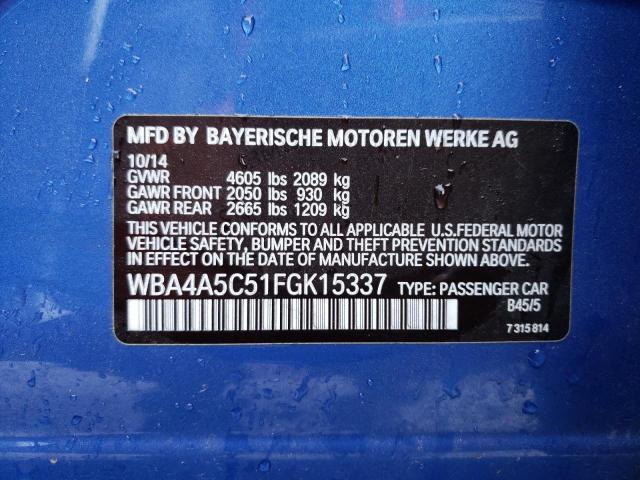 MFD BY BAYERISCHE MOTOREN WERKE AG
10/14
GVWR 4605 lbs 2089 kg
GAWR FRONT 2050 lbs 930 kg
GAWR REAR 2665 lbs 1209 kg
THIS VEHICLE CONFORMS TO ALL APPLICABLE U.S.FEDERAL MOTOR
VEHICLE SAFETY, BUMPER AND THEFT PREVENTION STANDARDS
IN EFFECT ON THE DATE OF MANUFACTURE SHOWN ABOVE.
WBA4A5C51FGK15337 TYPE: PASSENGER CAR
B45/5
7 315 814